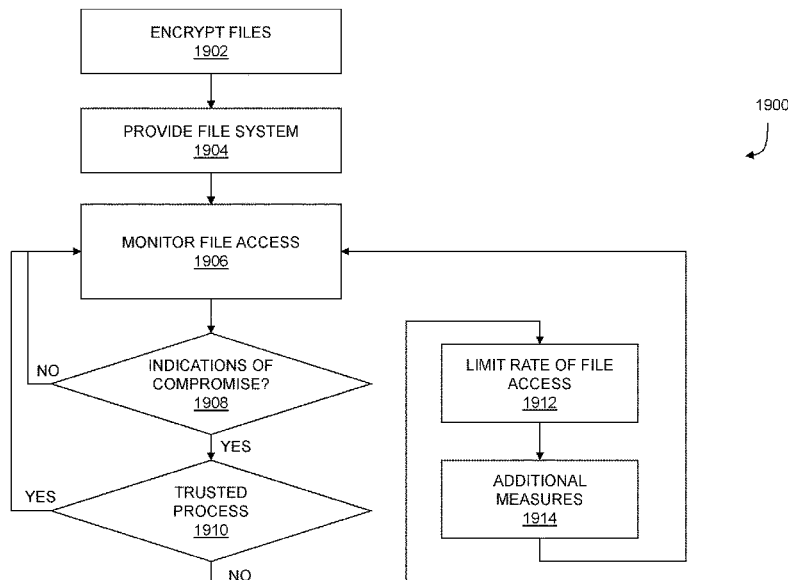 ENCRYPT FILES
1902
PROVIDE FILE SYSTEM
1904
1900
MONITOR FILE ACCESS
1906
NO
INDICATIONS OF
COMPROMISE?
1908
YES
YES
TRUSTED
PROCESS
1910
NO
LIMIT RATE OF FILE
ACCESS
1912
ADDITIONAL
MEASURES
1914